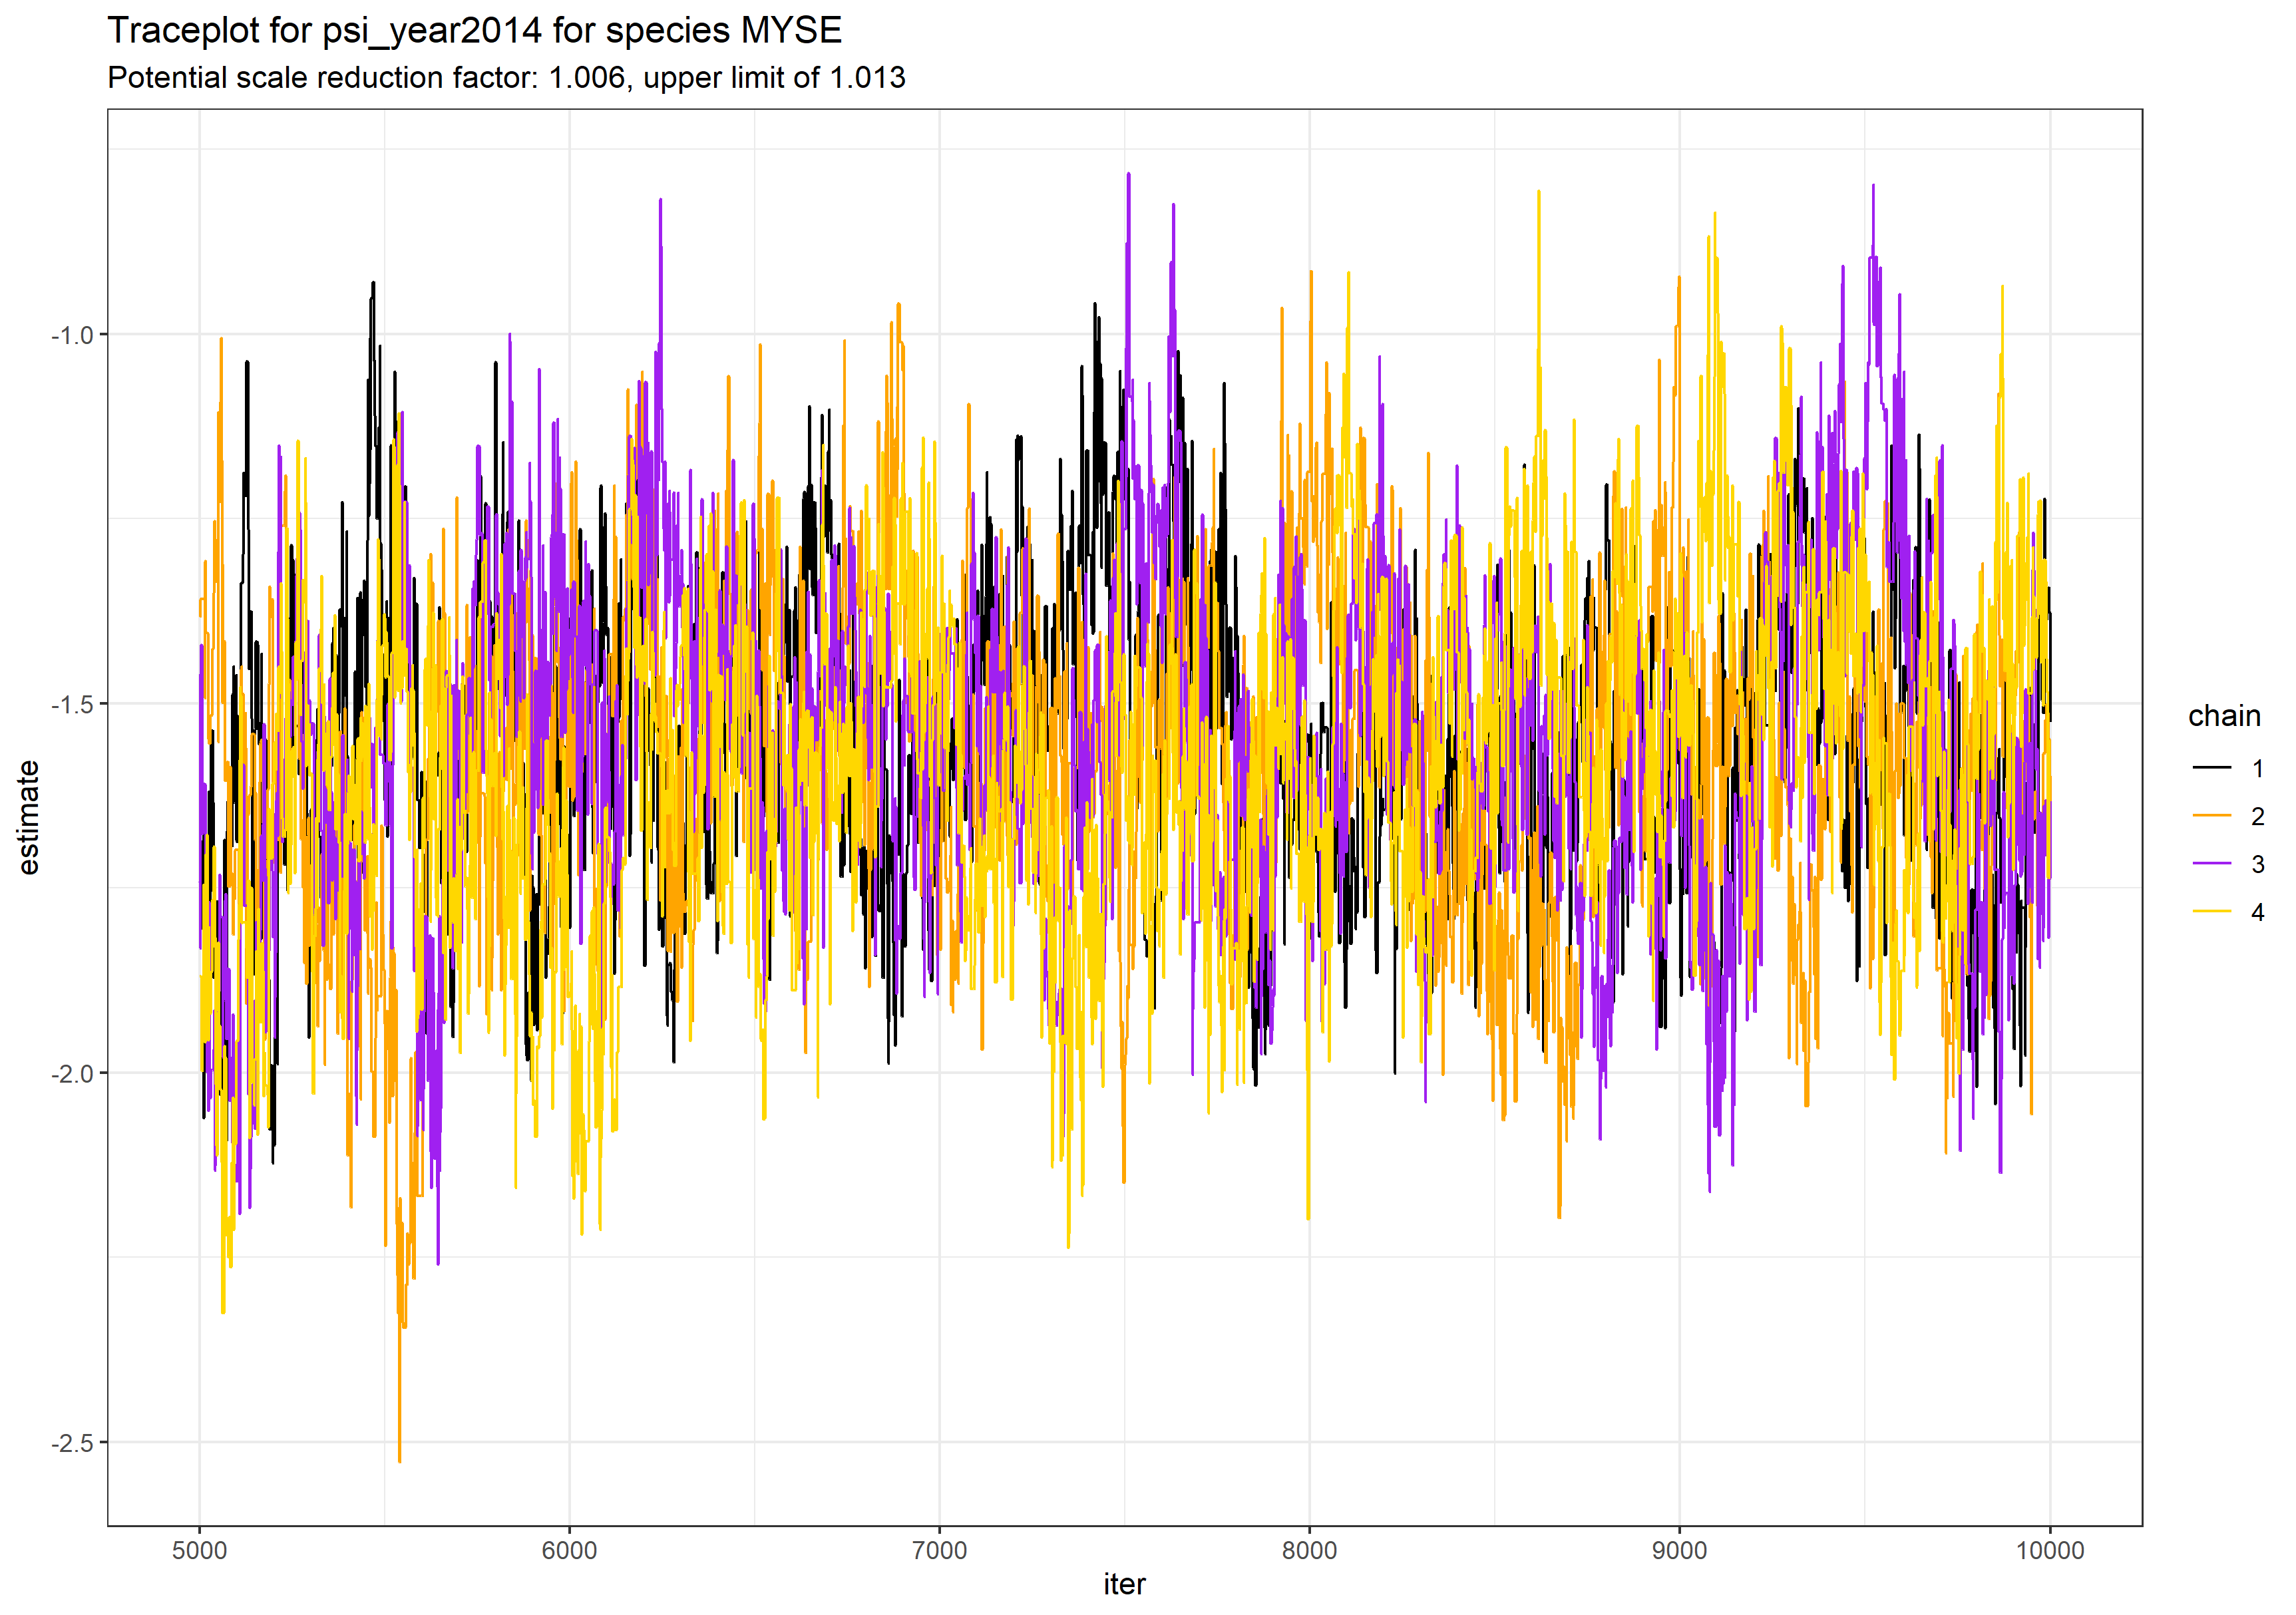 Traceplot for psi_year2014 for species MYSE
Potential scale reduction factor: 1.006, upper limit of 1.013
estimate
-1.0
-1.5
-2.0
-2.5
5000 6000 7000 8000 9000 10000
iter
chain
1
2
3
4